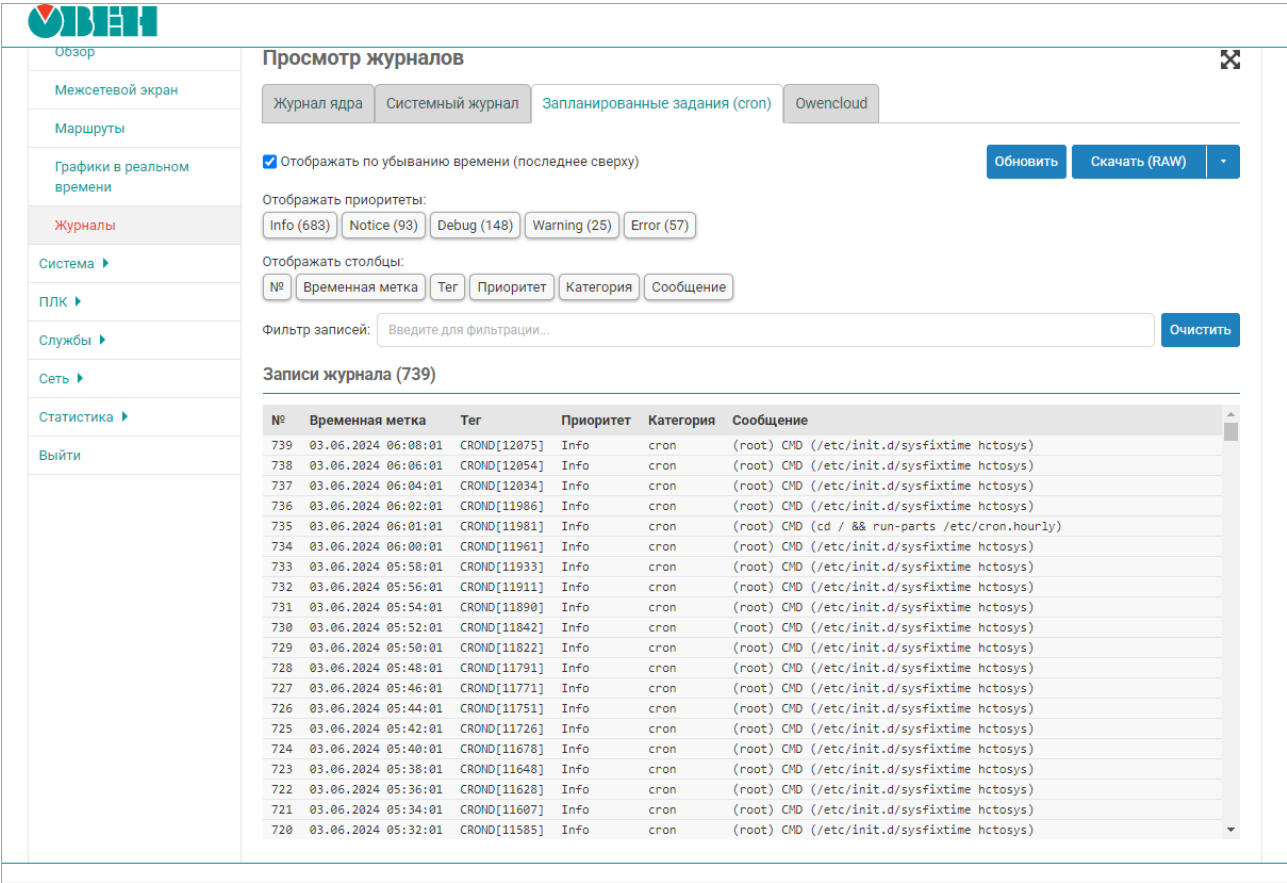 ОВЕН
Обзор
Межсетевой экран
Маршруты
Графики в реальном
времени
Журналы
Система
ПЛК
Службы
Сеть
Статистика
Выйти
Просмотр журналов
Журнал ядра Системный журнал Запланированные задания (cron) Owencloud
Отображать по убыванию времени (последнее сверху) Обновить Скачать (RAW)
Отображать приоритеты:
Info (683) Notice (93) Debug (148) Warning (25) Error (57)
Отображать столбцы:
№ Временная метка Тег Приоритет Категория Сообщение
Фильтр записей: Введите для фильтрации... Очистить
Записи журнала (739)
№ Временная метка Тег Приоритет Категория Сообщение
739 03.06.2024 06:08:01 CROND[12075] Info cron (root) CMD (/etc/init.d/sysfixtime hctosys)
738 03.06.2024 06:06:01 CROND[12054] Info cron (root) CMD (/etc/init.d/sysfixtime hctosys)
737 03.06.2024 06:04:01 CROND[12034] Info cron (root) CMD (/etc/init.d/sysfixtime hctosys)
736 03.06.2024 06:02:01 CROND[11986] Info cron (root) CMD (/etc/init.d/sysfixtime hctosys)
735 03.06.2024 06:01:01 CROND[11981] Info cron (root) CMD (cd / && run-parts /etc/cron.hourly)
734 03.06.2024 06:00:01 CROND[11961] Info cron (root) CMD (/etc/init.d/sysfixtime hctosys)
733 03.06.2024 05:58:01 CROND[11933] Info cron (root) CMD (/etc/init.d/sysfixtime hctosys)
732 03.06.2024 05:56:01 CROND[11911] Info cron (root) CMD (/etc/init.d/sysfixtime hctosys)
731 03.06.2024 05:54:01 CROND[11890] Info cron (root) CMD (/etc/init.d/sysfixtime hctosys)
730 03.06.2024 05:52:01 CROND[11842] Info cron (root) CMD (/etc/init.d/sysfixtime hctosys)
729 03.06.2024 05:50:01 CROND[11822] Info cron (root) CMD (/etc/init.d/sysfixtime hctosys)
728 03.06.2024 05:48:01 CROND[11791] Info cron (root) CMD (/etc/init.d/sysfixtime hctosys)
727 03.06.2024 05:46:01 CROND[11771] Info cron (root) CMD (/etc/init.d/sysfixtime hctosys)
726 03.06.2024 05:44:01 CROND[11751] Info cron (root) CMD (/etc/init.d/sysfixtime hctosys)
725 03.06.2024 05:42:01 CROND[11726] Info cron (root) CMD (/etc/init.d/sysfixtime hctosys)
724 03.06.2024 05:40:01 CROND[11678] Info cron (root) CMD (/etc/init.d/sysfixtime hctosys)
723 03.06.2024 05:38:01 CROND[11648] Info cron (root) CMD (/etc/init.d/sysfixtime hctosys)
722 03.06.2024 05:36:01 CROND[11628] Info cron (root) CMD (/etc/init.d/sysfixtime hctosys)
721 03.06.2024 05:34:01 CROND[11607] Info cron (root) CMD (/etc/init.d/sysfixtime hctosys)
720 03.06.2024 05:32:01 CROND[11585] Info cron (root) CMD (/etc/init.d/sysfixtime hctosys)